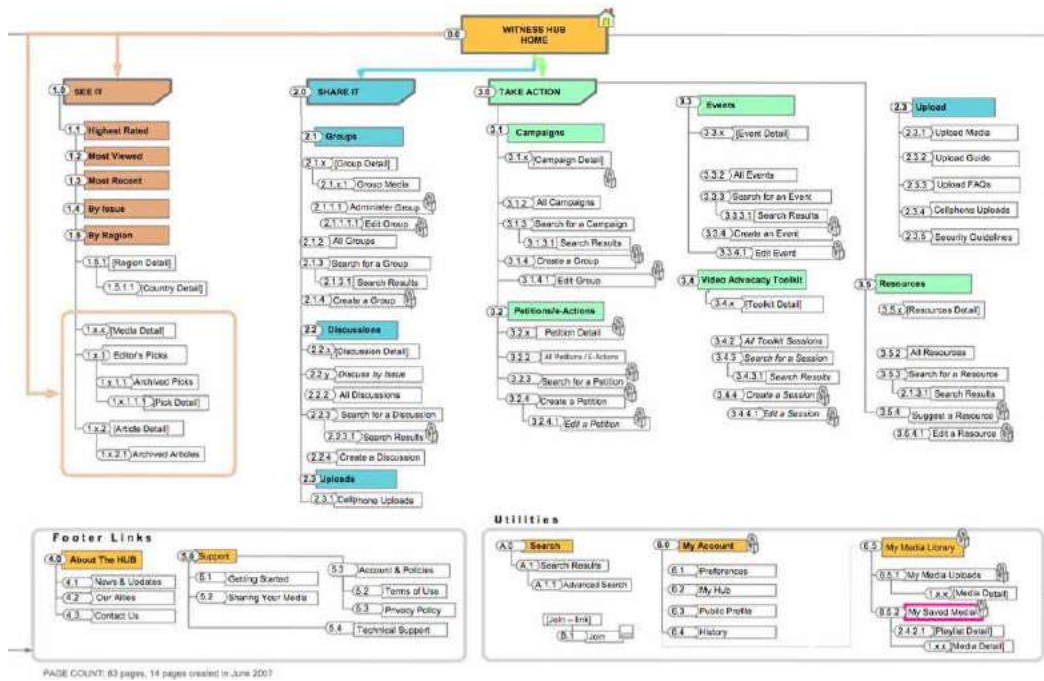 0.0 WITNESS HUB
HOME
1.0 SEE IT
1.1 Highest Rated
1.2 Most Viewed
1.3 Most Recent
1.4 By Issue
1.5 By Region
1.5.1 [Region Detail]
1.5.1.1 [Country Detail]
1.x.x [Media Detail]
1.x.1 Editor's Picks
1.x.1.1 Archived Picks
1.x.1.1.1 [Pick Detail]
1.x.2 [Article Detail]
1.x.2.1 Archived Articles
2.0 SHARE IT
2.1 Groups
2.1.x [Group Detail]
2.1.x.1 Group Media
2.1.1.1 Administer Group
2.1.1.1.1 Edit Group
2.1.2 All Groups
2.1.3 Search for a Group
2.1.3.1 Search Results
2.1.4 Create a Group
2.2 Discussions
2.2.x [Discussion Detail]
2.2.y Discuss by Issue
2.2.2 All Discussions
2.2.3 Search for a Discussion
2.2.3.1 Search Results
2.2.4 Create a Discussion
2.3 Uploads
2.3.1 Cellphone Uploads
3.0 TAKE ACTION
3.1 Campaigns
3.1.x [Campaign Detail]
3.1.2 All Campaigns
3.1.3 Search for a Campaign
3.1.3.1 Search Results
3.1.4 Create a Group
3.1.4.1 Edit Group
3.2 Petitions/e-Actions
3.2.x Petition Detail
3.2.2 All Petitions / E-Actions
3.2.3 Search for a Petition
3.2.4 Create a Petition
3.2.4.1 Edit a Petition
3.3 Events
3.3.x [Event Detail]
3.3.2 All Events
3.3.3 Search for an Event
3.3.3.1 Search Results
3.3.4 Create an Event
3.3.4.1 Edit Event
3.4 Video Advocacy Toolkit
3.4.x [Toolkit Detail]
3.4.2 All Toolkit Sessions
3.4.3 Search for a Session
3.4.3.1 Search Results
3.4.4 Create a Session
3.4.4.1 Edit a Session
2.3 Upload
2.3.1 Upload Media
2.3.2 Upload Guide
2.3.3 Upload FAQs
2.3.4 Cellphone Uploads
2.3.5 Security Guidelines
3.5 Resources
3.5.x [Resources Detail]
3.5.2 All Resources
3.5.3 Search for a Resource
2.1.3.1 Search Results
3.5.4 Suggest a Resource
3.5.4.1 Edit a Resource
Footer Links
4.0 About The HUB
4.1 News & Updates
4.2 Our Allies
4.3 Contact Us
5.0 Support
5.1 Getting Started
5.2 Sharing Your Media
5.3 Account & Policies
5.2 Terms of Use
5.3 Privacy Policy
5.4 Technical Support
Utilities
A.0 Search
A.1 Search Results
A.1.1 Advanced Search
[Join – link]
B.1 Join
6.0 My Account
6.1 Preferences
6.2 My Hub
6.3 Public Profile
6.4 History
6.5 My Media Library
6.5.1 My Media Uploads
1.x.x [Media Detail]
6.5.2 My Saved Media
2.4.2.1 [Playlist Detail]
1.x.x [Media Detail]
PAGE COUNT: 83 pages, 14 pages created in June 2007